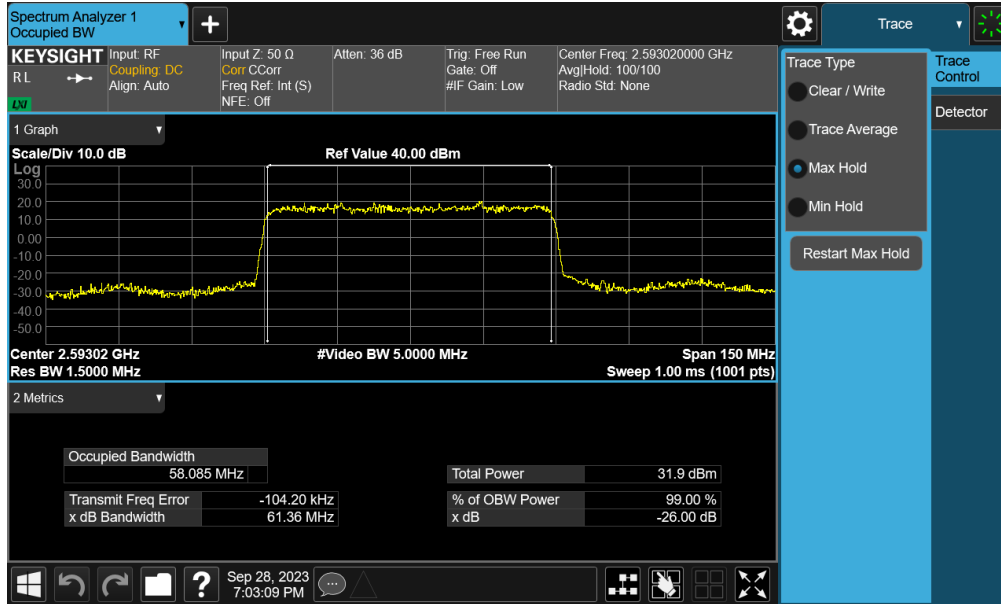 Spectrum Analyzer 1
Occupied BW
Trace
KEYSIGHT
R L
LXI
Input: RF
Coupling: DC
Align: Auto
Input Z: 50 Ω
Corr CCorr
Freq Ref: Int (S)
NFE: Off
Atten: 36 dB
Trig: Free Run
Gate: Off
#IF Gain: Low
Center Freq: 2.593020000 GHz
Avg|Hold: 100/100
Radio Std: None
Trace Type
Clear / Write
Trace Average
Max Hold
Min Hold
Restart Max Hold
Trace
Control
Detector
1 Graph
Scale/Div 10.0 dB
Ref Value 40.00 dBm
Log
30.0
20.0
10.0
0.00
-10.0
-20.0
-30.0
-40.0
-50.0
Center 2.59302 GHz
#Video BW 5.0000 MHz
Span 150 MHz
Res BW 1.5000 MHz
Sweep 1.00 ms (1001 pts)
2 Metrics
Occupied Bandwidth
58.085 MHz
Total Power 31.9 dBm
Transmit Freq Error -104.20 kHz
% of OBW Power 99.00 %
x dB Bandwidth 61.36 MHz
x dB -26.00 dB
?
Sep 28, 2023
7:03:09 PM